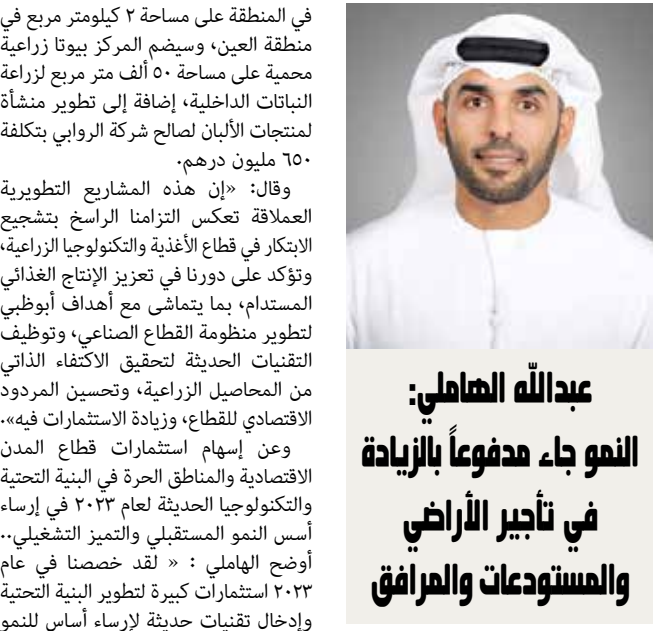 في المنطقة على مساحة ٢ كيلومتر مربع في
منطقة العين، وسيضم المركز بيوتا زراعية
محمية على مساحة ٥٠ ألف متر مربع لزراعة
النباتات الداخلية، إضافة إلى تطوير منشأة
لمنتجات الألبان لصالح شركة الروابي بتكلفة
٦٥٠ مليون درهم.
وقال: «إن هذه المشاريع التطويرية
العملاقة تعكس التزامنا الراسخ بتشجيع
الابتكار في قطاع الأغذية والتكنولوجيا الزراعية،
وتؤكد على دورنا في تعزيز الإنتاج الغذائي
المستدام، بما يتماشى مع أهداف أبوظبي
لتطوير منظومة القطاع الصناعي، وتوظيف
التقنيات الحديثة لتحقيق الاكتفاء الذاتي
من المحاصيل الزراعية، وتحسين المردود
الاقتصادي للقطاع، وزيادة الاستثمارات فيه».
وعن إسهام استثمارات قطاع المدن
الاقتصادية والمناطق الحرة في البنية التحتية
والتكنولوجيا الحديثة لعام ٢٠٢٣ في إرساء
أسس النمو المستقبلي والتميز التشغيلي..
أوضح الهاملي : « لقد خصصنا في عام
٢٠٢٣ استثمارات كبيرة لتطوير البنية التحتية
وإدخال تقنيات حديثة لإرساء أساس للنمو
عبدالله الهاملي:
النمو جاء مدفوعاً بالزيادة
في تأجير الأراضي
والمستودعات والمرافق